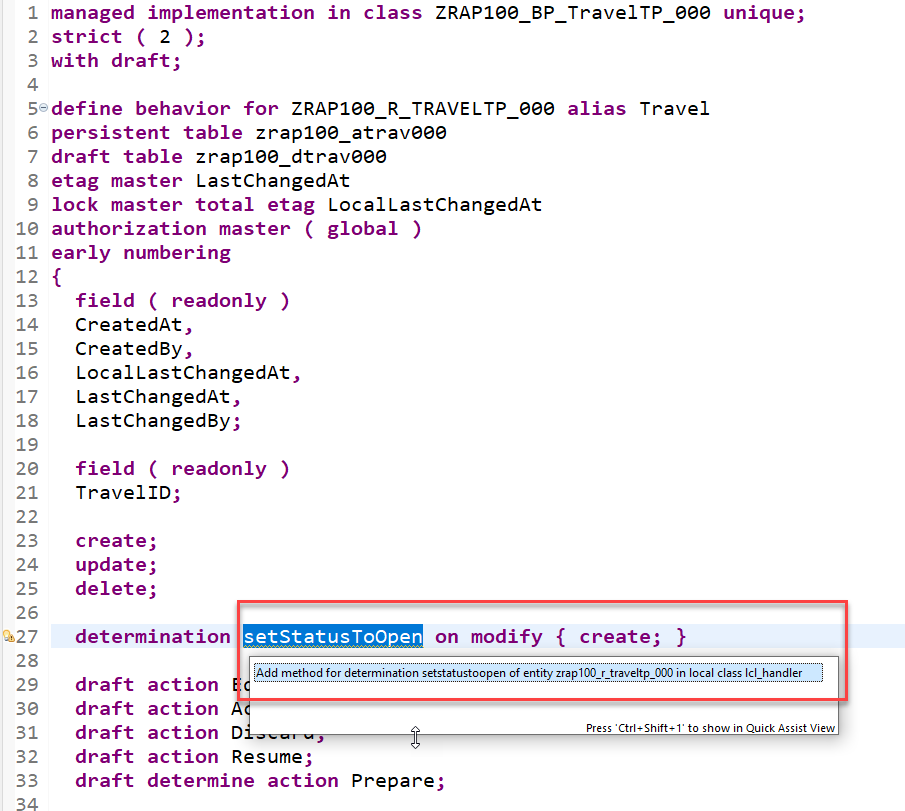 1 managed implementation in class ZRAP100_BP_TravelTP_000 unique;
2 strict ( 2 );
3 with draft;
4
5 define behavior for ZRAP100_R_TRAVELTP_000 alias Travel
6 persistent table zrap100_atrav000
7 draft table zrap100_dtrav000
8 etag master LastChangedAt
9 lock master total etag LocalLastChangedAt
10 authorization master ( global )
11 early numbering
12 {
13 field ( readonly )
14 CreatedAt,
15 CreatedBy,
16 LocalLastChangedAt,
17 LastChangedAt,
18 LastChangedBy;
19
20 field ( readonly )
21 TravelID;
22
23 create;
24 update;
25 delete;
26
27 determination setStatusToOpen on modify { create; }
28
Add method for determination setstatustoopen of entity zrap100_r_traveltp_000 in local class lcl_handler
29 draft action
30 draft action
Press 'Ctrl+Shift+1' to show in Quick Assist View
31 draft action Discard;
32 draft action Resume;
33 draft determine action Prepare;
34